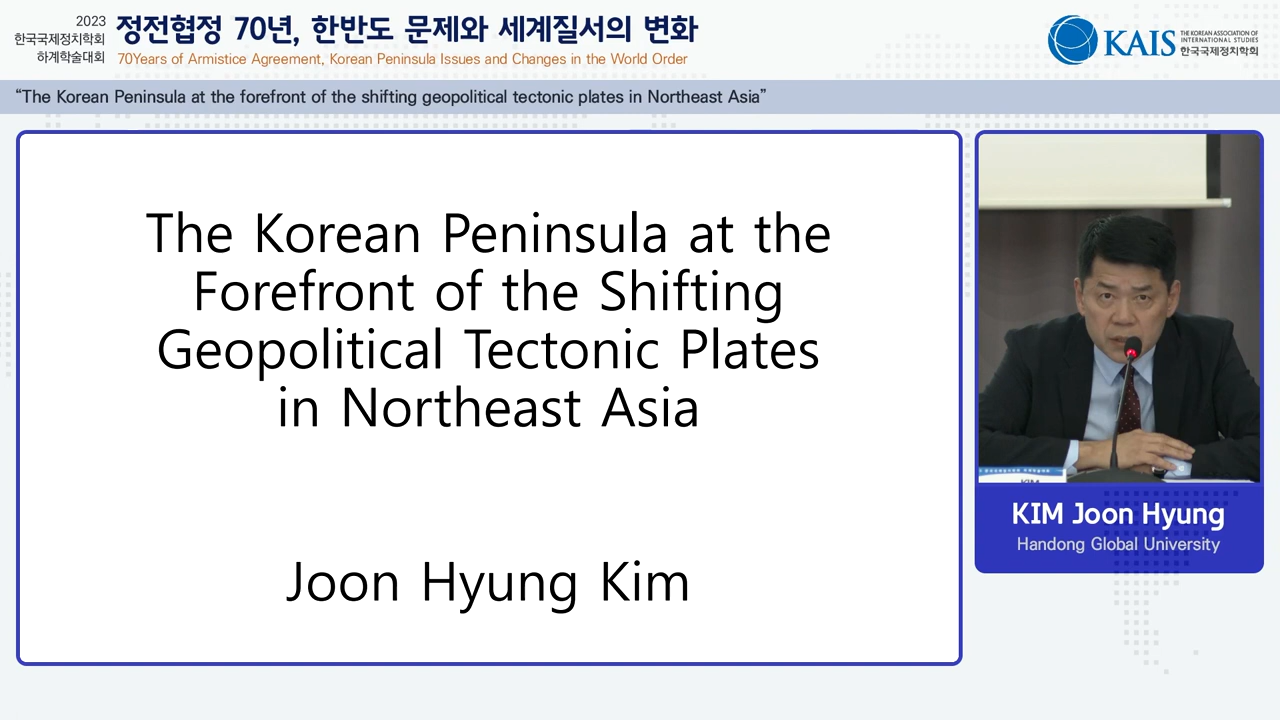 2023
한국국제정치학회
하계학술대회
정전협정 70년, 한반도 문제와 세계질서의 변화
70Years of Armistice Agreement, Korean Peninsula Issues and Changes in the World Order
KAIS
THE KOREAN ASSOCIATION OF
INTERNATIONAL STUDIES
한국국제정치학회
“The Korean Peninsula at the forefront of the shifting geopolitical tectonic plates in Northeast Asia”
The Korean Peninsula at the
Forefront of the Shifting
Geopolitical Tectonic Plates
in Northeast Asia
Joon Hyung Kim
KIM Joon Hyung
Handong Global University